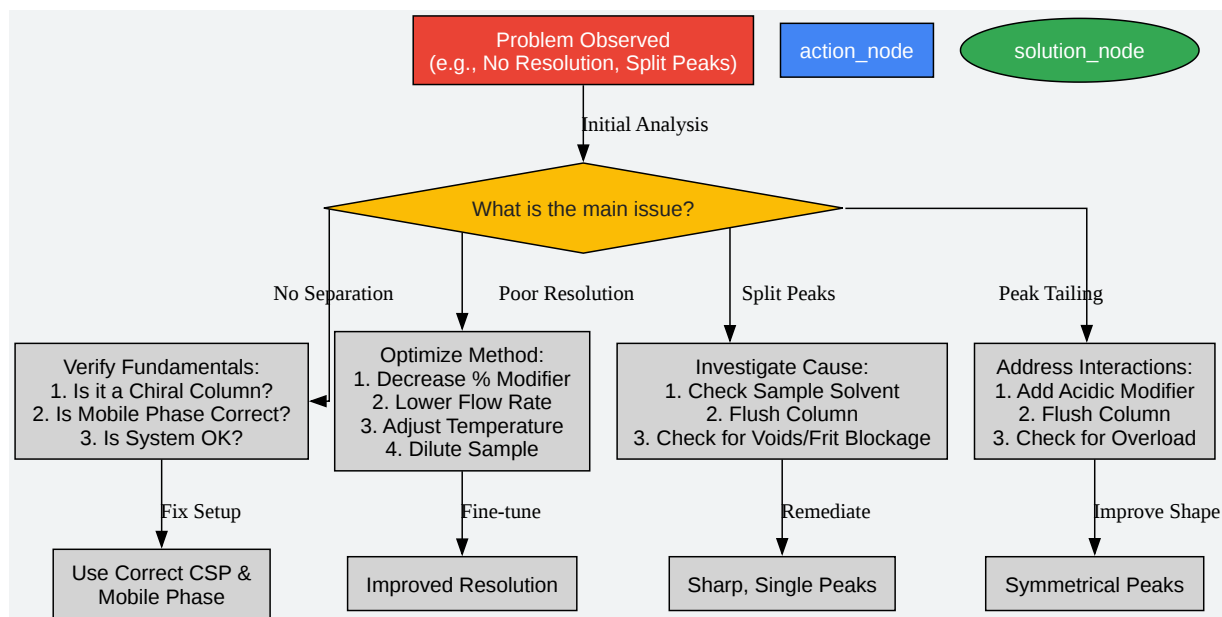 Problem Observed
(e.g., No Resolution, Split Peaks)
action_node
solution_node
Initial Analysis
What is the main issue?
No Separation
Poor Resolution
Split Peaks
Peak Tailing
Verify Fundamentals:
1. Is it a Chiral Column?
2. Is Mobile Phase Correct?
3. Is System OK?
Optimize Method:
1. Decrease % Modifier
2. Lower Flow Rate
3. Adjust Temperature
4. Dilute Sample
Investigate Cause:
1. Check Sample Solvent
2. Flush Column
3. Check for Voids/Frit Blockage
Address Interactions:
1. Add Acidic Modifier
2. Flush Column
3. Check for Overload
Fix Setup
Fine-tune
Remediate
Improve Shape
Use Correct CSP &
Mobile Phase
Improved Resolution
Sharp, Single Peaks
Symmetrical Peaks